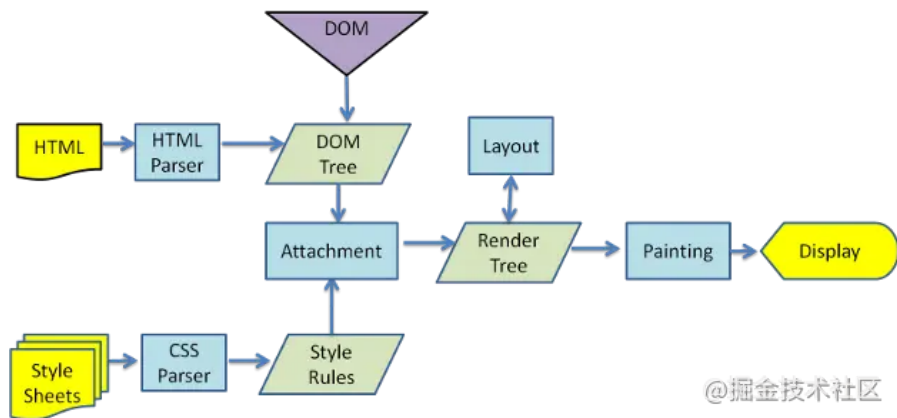 DOM
HTML
HTML
Parser
DOM
Tree
Layout
Attachment
Render
Tree
Painting
Display
Style
Sheets
CSS
Parser
Style
Rules
@掘金技术社区